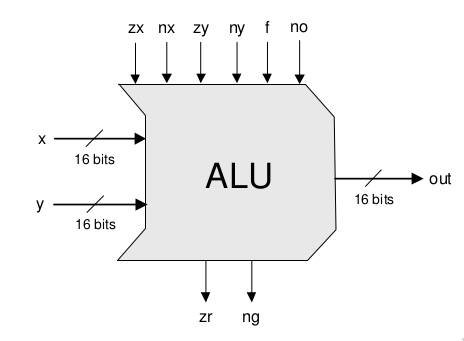 zx nx zy ny f no
x
16 bits
ALU
out
16 bits
y
16 bits
zr ng